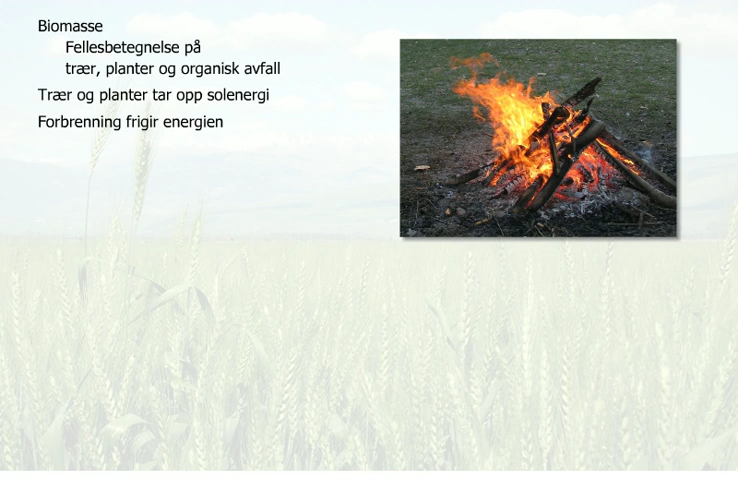 Biomasse
Fellesbetegnelse på
trær, planter og organisk avfall
Trær og planter tar opp solenergi
Forbrenning frigir energien